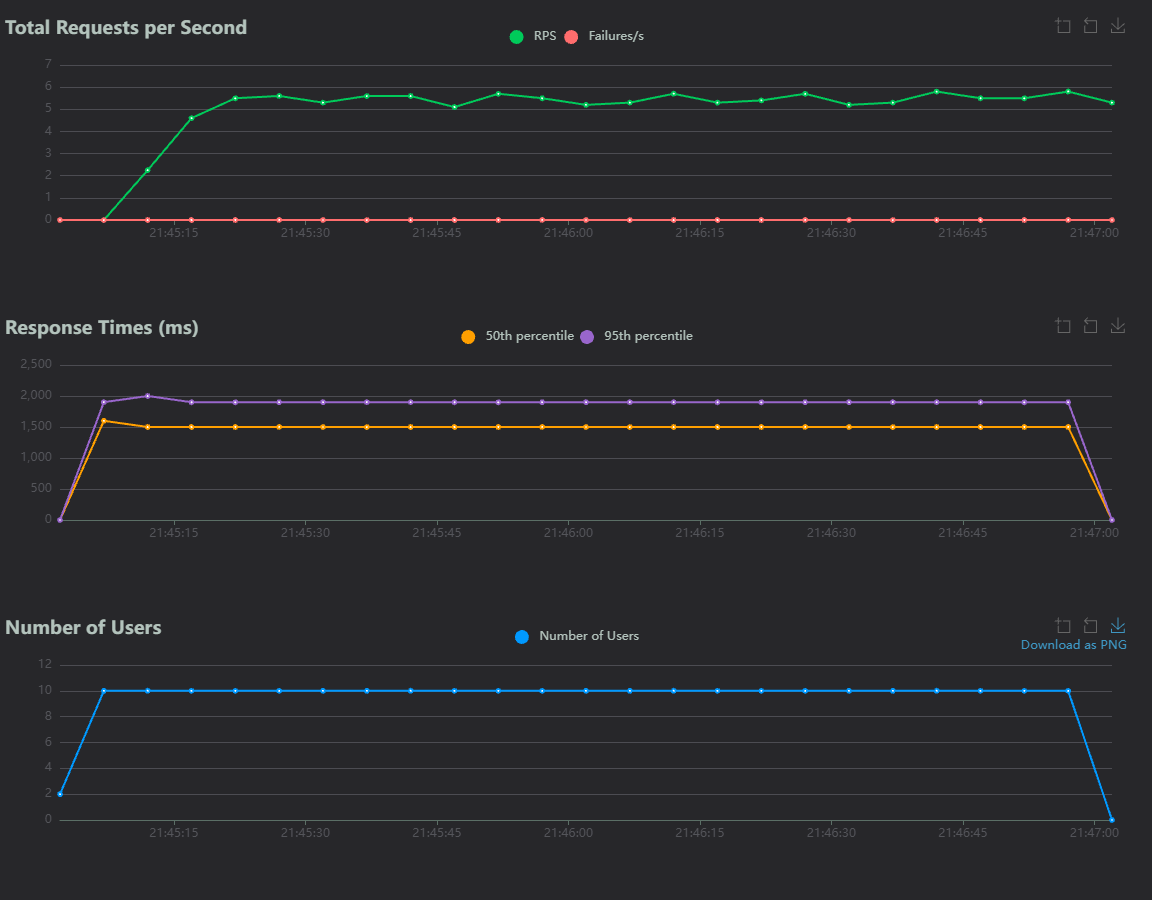 Total Requests per Second
RPS Failures/s
7
6
5
4
3
2
1
0
21:45:15 21:45:30 21:45:45 21:46:00 21:46:15 21:46:30 21:46:45 21:47:00
Response Times (ms)
50th percentile 95th percentile
2,500
2,000
1,500
1,000
500
0
21:45:15 21:45:30 21:45:45 21:46:00 21:46:15 21:46:30 21:46:45 21:47:00
Number of Users
Number of Users
Download as PNG
12
10
8
6
4
2
0
21:45:15 21:45:30 21:45:45 21:46:00 21:46:15 21:46:30 21:46:45 21:47:00